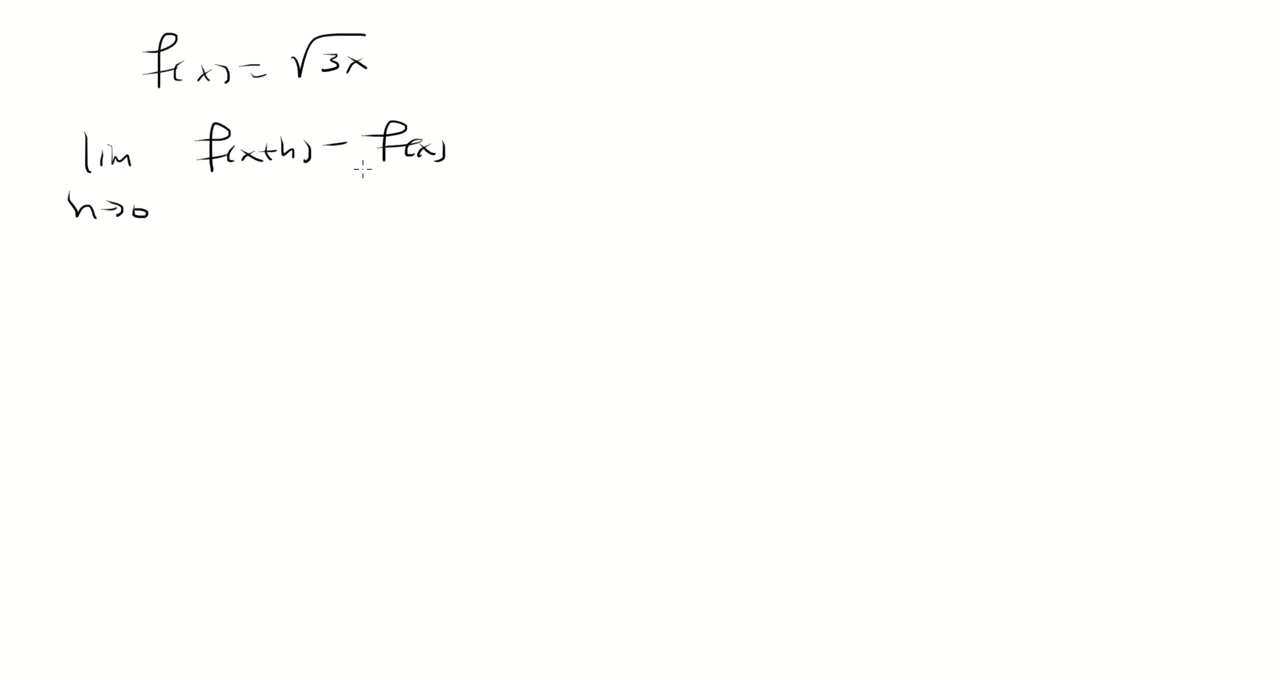 f(x) = √3x
lim f(x+h) - f(x)
h→0